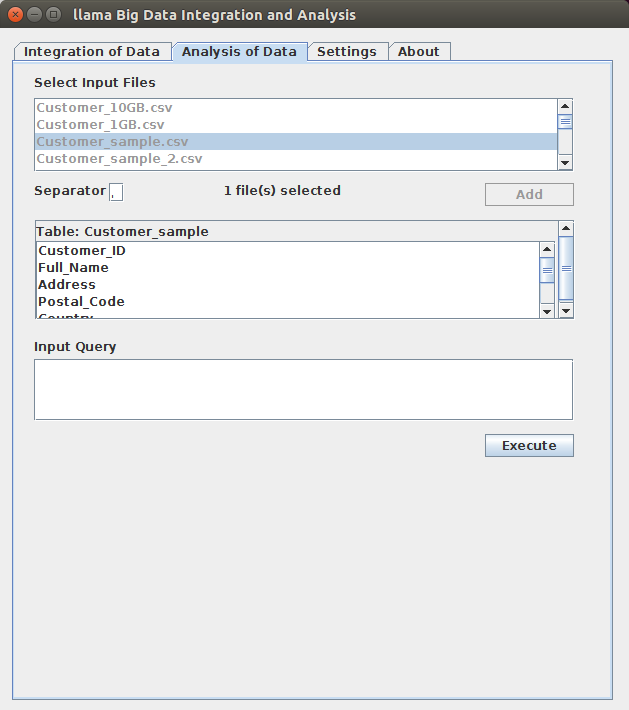 llama Big Data Integration and Analysis
Integration of Data Analysis of Data Settings About
Select Input Files
Customer_10GB.csv
Customer_1GB.csv
Customer_sample.csv
Customer_sample_2.csv
Separator , 1 file(s) selected Add
Table: Customer_sample
Customer_ID
Full_Name
Address
Postal_Code
Country
Input Query
Execute